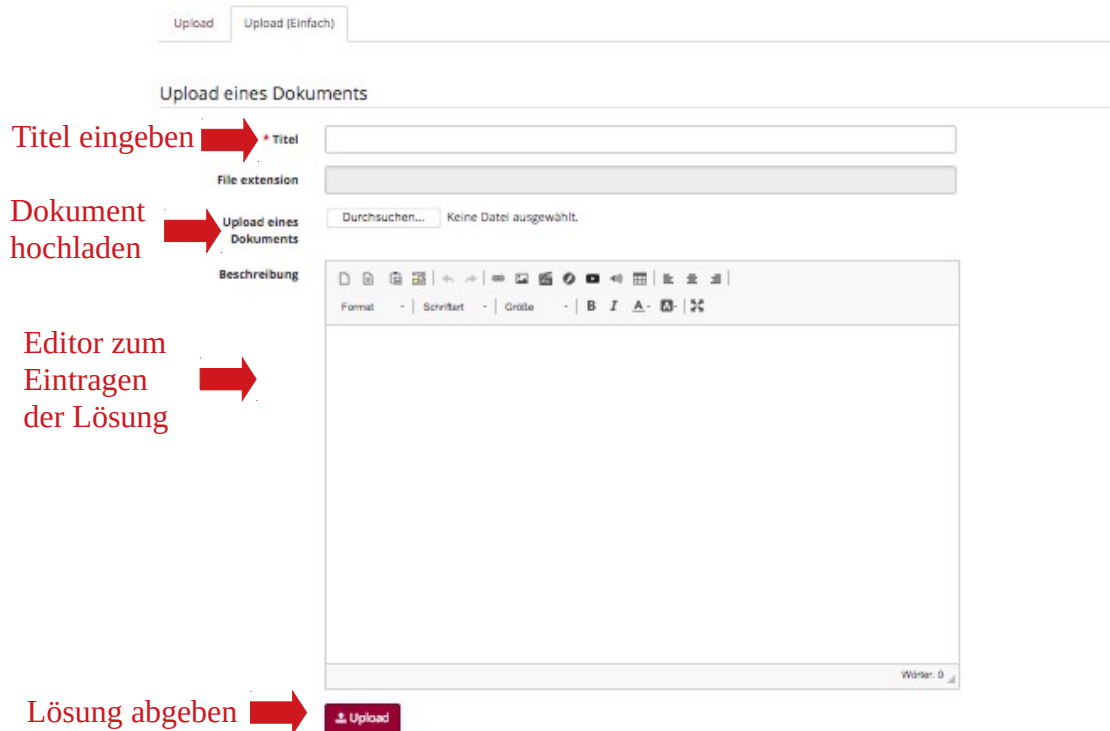 Upload Upload (Einfach)
Upload eines Dokuments
Titel eingeben * Titel
File extension
Dokument
hochladen
Upload eines
Dokuments
Durchsuchen... Keine Datei ausgewählt.
Beschreibung
Format Schriftart Größe B I A A
Editor zum
Eintragen
der Lösung
Wörter: 0
Lösung abgeben Upload